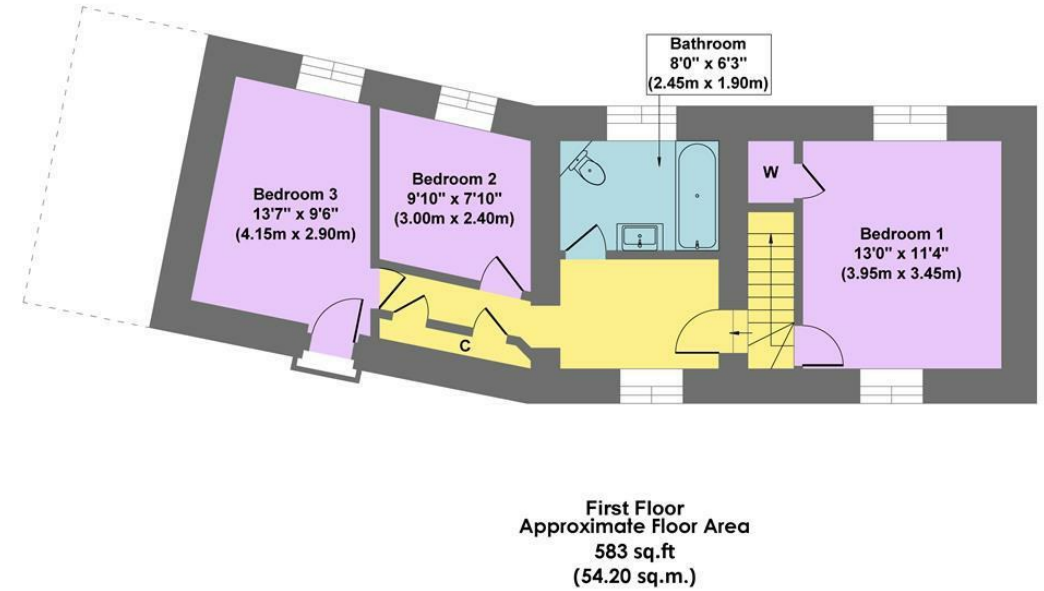 Bathroom
8'0" x 6'3"
(2.45m x 1.90m)
Bedroom 3
13'7" x 9'6"
(4.15m x 2.90m)
Bedroom 2
9'10" x 7'10"
(3.00m x 2.40m)
W
Bedroom 1
13'0" x 11'4"
(3.95m x 3.45m)
C
First Floor
Approximate Floor Area
583 sq.ft
(54.20 sq.m.)